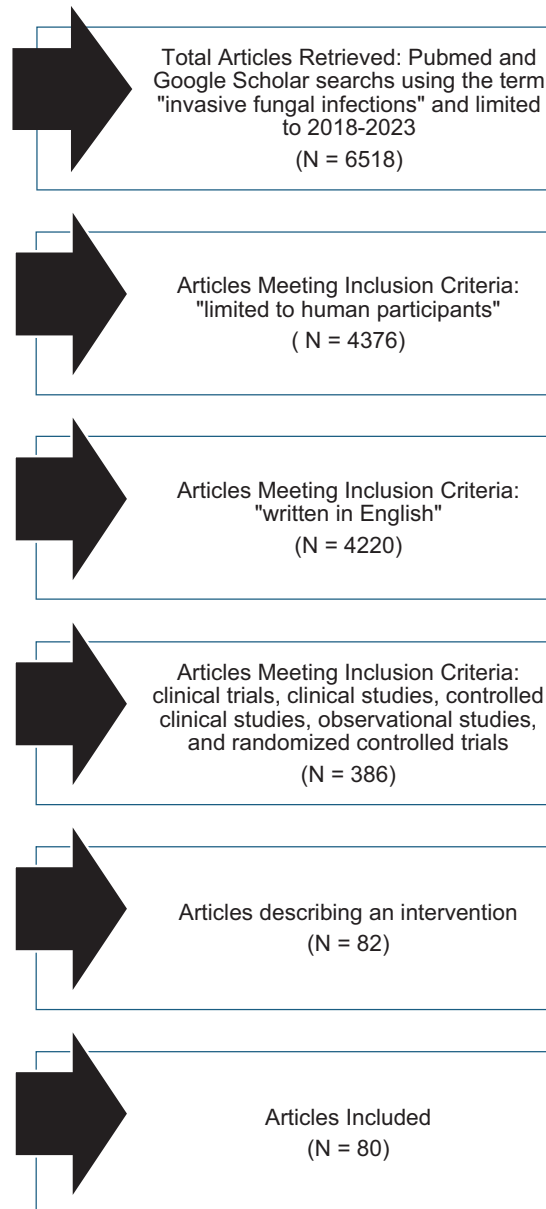 Total Articles Retrieved: Pubmed and
Google Scholar searchs using the term
"invasive fungal infections" and limited
to 2018-2023
(N = 6518)
Articles Meeting Inclusion Criteria:
"limited to human participants"
( N = 4376)
Articles Meeting Inclusion Criteria:
"written in English"
(N = 4220)
Articles Meeting Inclusion Criteria:
clinical trials, clinical studies, controlled
clinical studies, observational studies,
and randomized controlled trials
(N = 386)
Articles describing an intervention
(N = 82)
Articles Included
(N = 80)